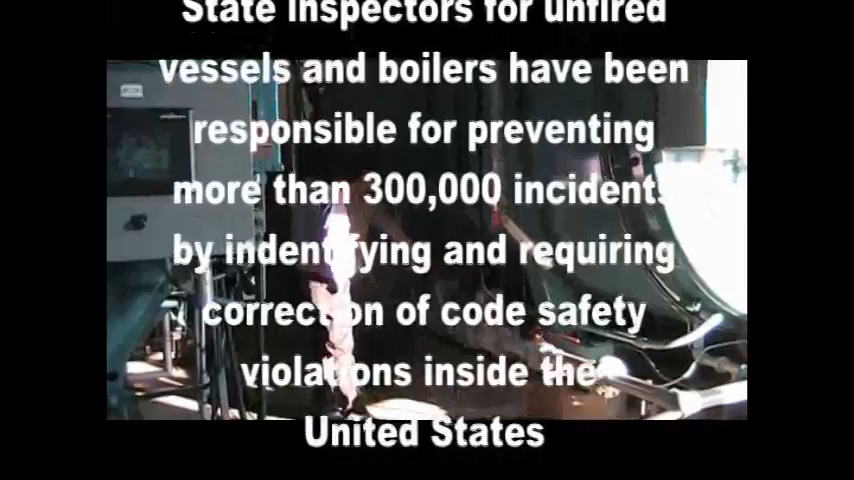 State Inspectors for unfired
vessels and boilers have been
responsible for preventing
more than 300,000 incidents
by indentifying and requiring
correction of code safety
violations inside the
United States